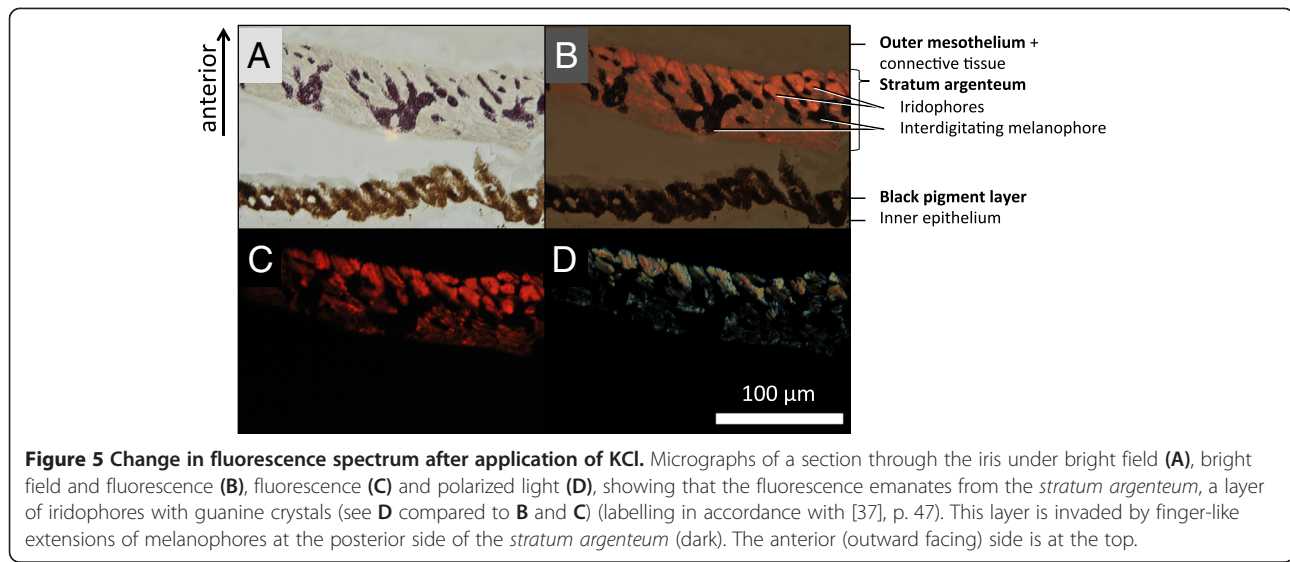 anterior
A
B
C
D
Outer mesothelium +
connective tissue
Stratum argenteum
Iridophores
Interdigitating melanophore
Black pigment layer
Inner epithelium
100 µm
Figure 5 Change in fluorescence spectrum after application of KCl. Micrographs of a section through the iris under bright field (A), bright
field and fluorescence (B), fluorescence (C) and polarized light (D), showing that the fluorescence emanates from the stratum argenteum, a layer
of iridophores with guanine crystals (see D compared to B and C) (labelling in accordance with [37], p. 47). This layer is invaded by finger-like
extensions of melanophores at the posterior side of the stratum argenteum (dark). The anterior (outward facing) side is at the top.